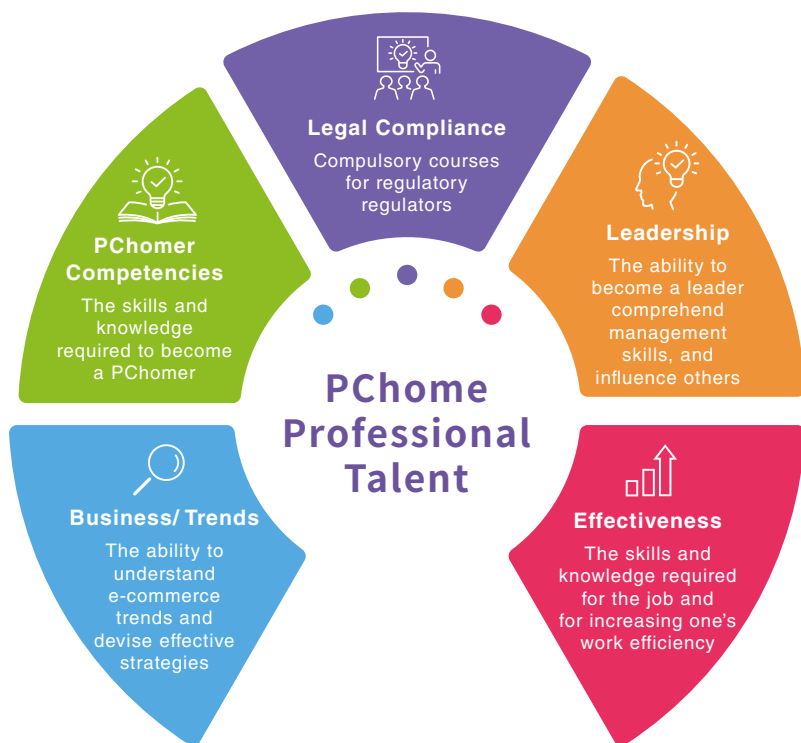 Legal Compliance
Compulsory courses
for regulatory
regulators
PChomer
Competencies
The skills and
knowledge
required to become
a PChomer
Leadership
The ability to
become a leader
comprehend
management
skills, and
influence others
PChome
Professional
Talent
Business/ Trends
The ability to
understand
e-commerce
trends and
devise effective
strategies
Effectiveness
The skills and
knowledge required
for the job and
for increasing one’s
work efficiency